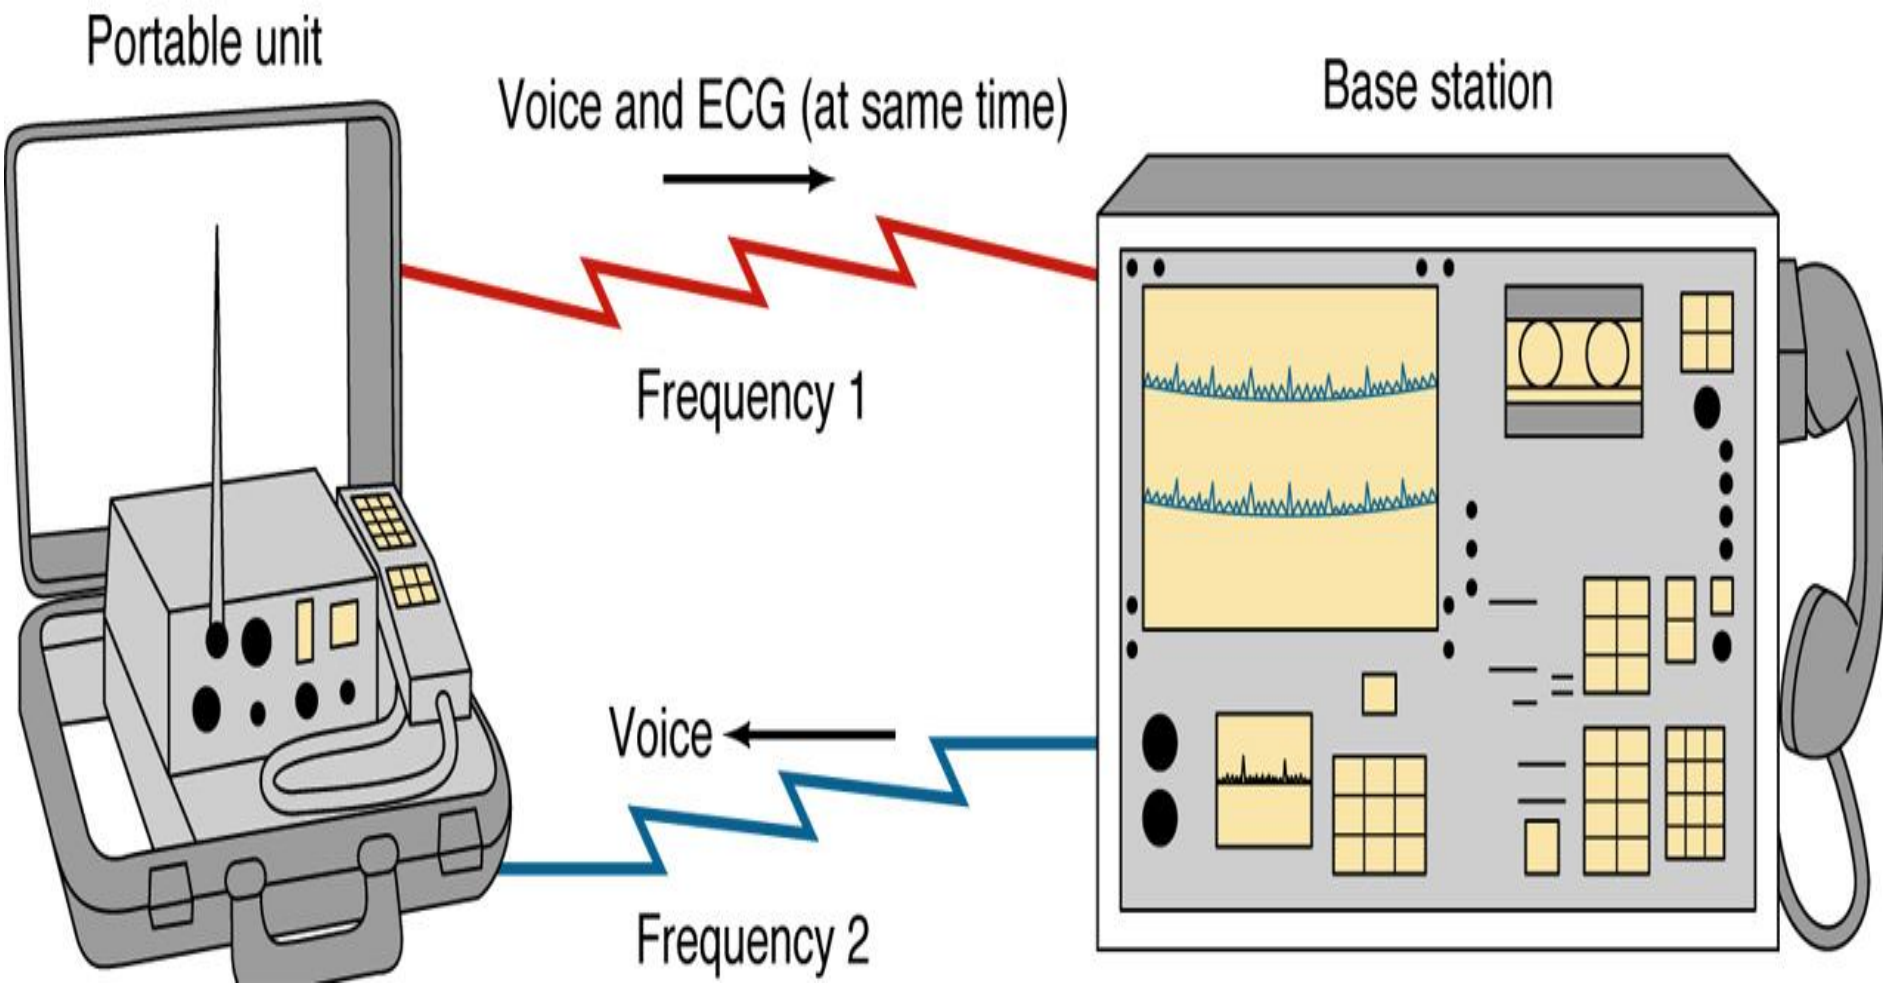 Portable unit
Voice and ECG (at same time)
Base station
Frequency 1
Voice
Frequency 2